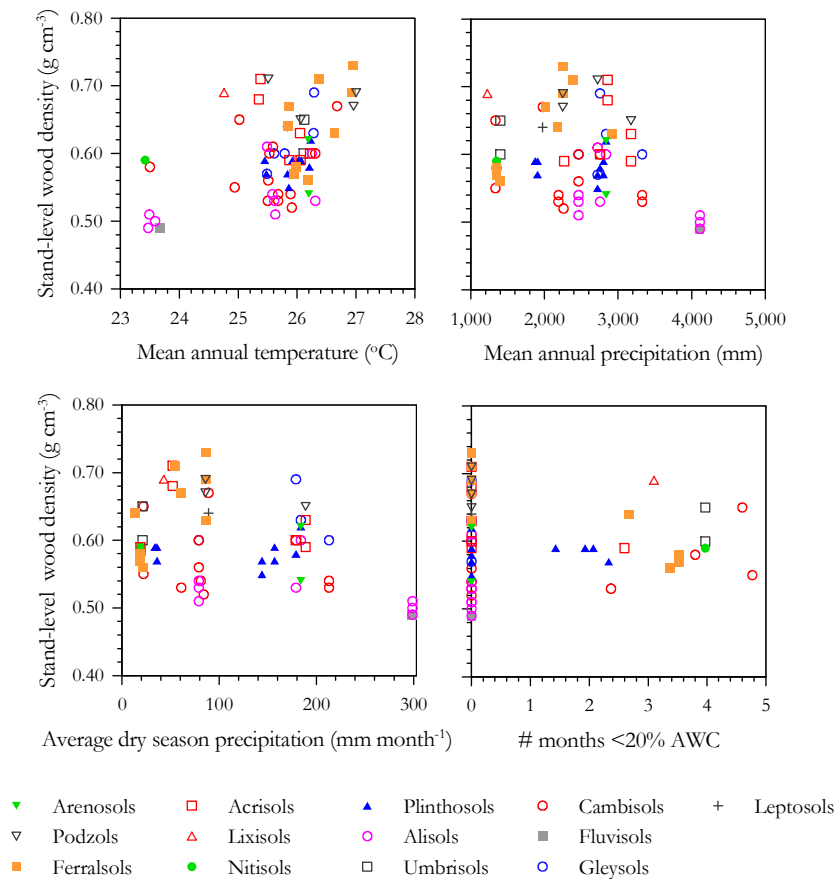 Stand-level wood density (g cm⁻³)
0.80
0.70
0.60
0.50
0.40
23 24 25 26 27 28
Mean annual temperature (°C)
1,000 2,000 3,000 4,000 5,000
Mean annual precipitation (mm)
Stand-level wood density (g cm⁻³)
0.80
0.70
0.60
0.50
0.40
0 100 200 300
Average dry season precipitation (mm month⁻¹)
0 1 2 3 4 5
# months <20% AWC
Arenosols Acrisols Plinthosols Cambisols Leptosols
Podzols Lixisols Alisols Fluvisols
Ferralsols Nitisols Umbrisols Gleysols